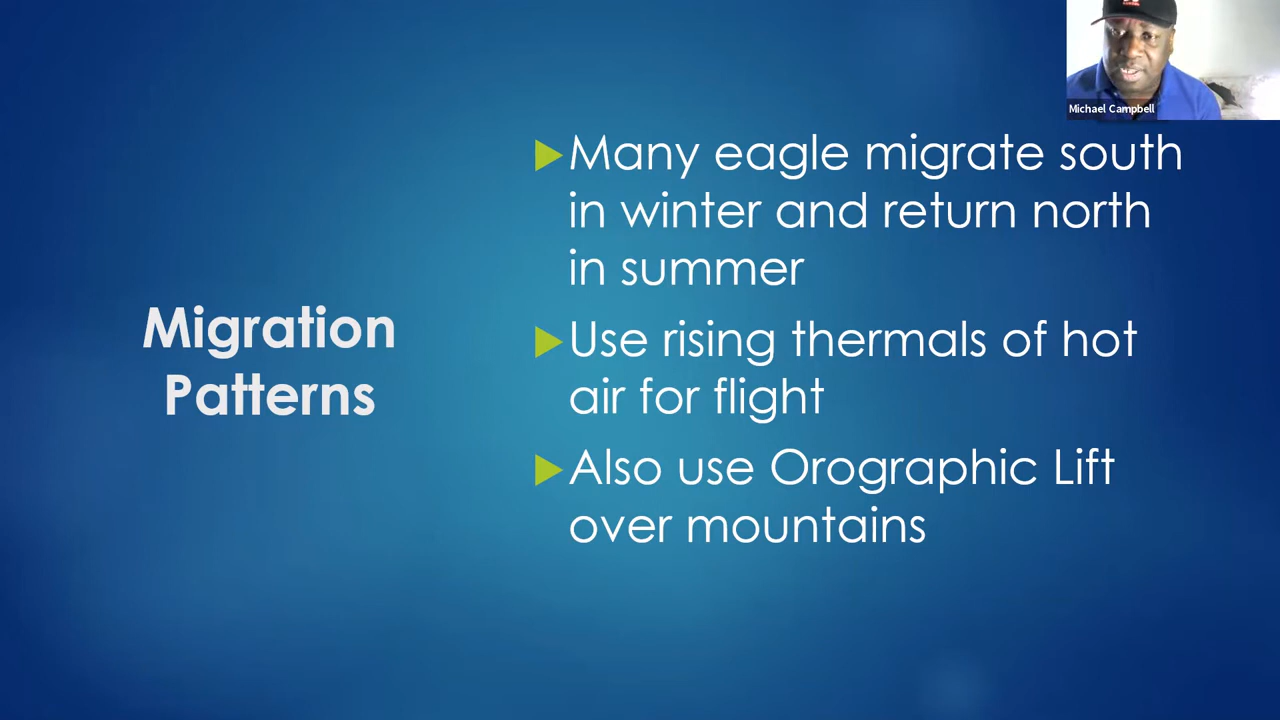 Michael Campbell
Migration
Patterns
Many eagle migrate south
in winter and return north
in summer
Use rising thermals of hot
air for flight
Also use Orographic Lift
over mountains